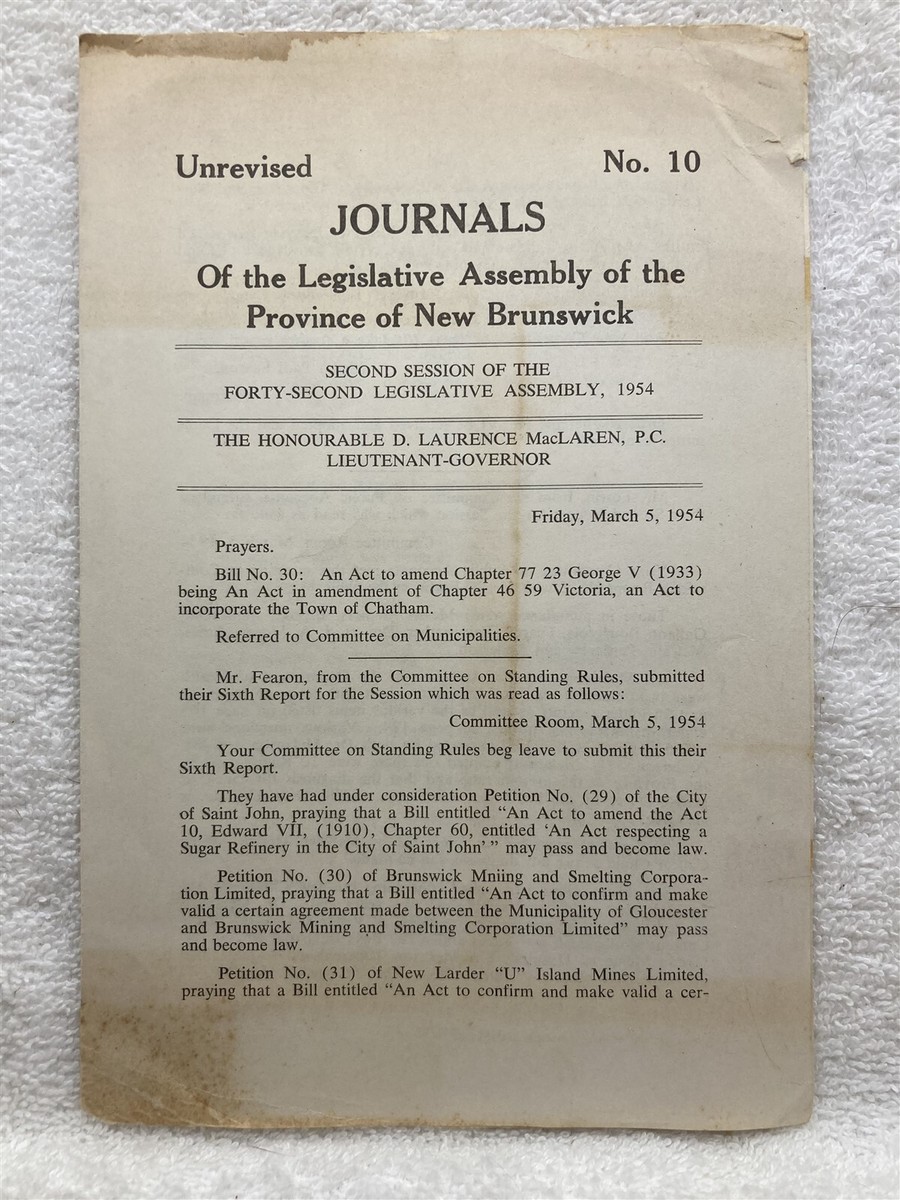 Unrevised No. 10
JOURNALS
Of the Legislative Assembly of the
Province of New Brunswick
SECOND SESSION OF THE
FORTY-SECOND LEGISLATIVE ASSEMBLY, 1954
THE HONOURABLE D. LAURENCE MacLAREN, P.C.
LIEUTENANT-GOVERNOR
Friday, March 5, 1954
Prayers.
Bill No. 30: An Act to amend Chapter 77 23 George V (1933)
being An Act in amendment of Chapter 46 59 Victoria, an Act to
incorporate the Town of Chatham.
Referred to Committee on Municipalities.
Mr. Fearon, from the Committee on Standing Rules, submitted
their Sixth Report for the Session which was read as follows:
Committee Room, March 5, 1954
Your Committee on Standing Rules beg leave to submit this their
Sixth Report.
They have had under consideration Petition No. (29) of the City
of Saint John, praying that a Bill entitled “An Act to amend the Act
10, Edward VII, (1910), Chapter 60, entitled ‘An Act respecting a
Sugar Refinery in the City of Saint John’ ” may pass and become law.
Petition No. (30) of Brunswick Mniing and Smelting Corpora-
tion Limited, praying that a Bill entitled “An Act to confirm and make
valid a certain agreement made between the Municipality of Gloucester
and Brunswick Mining and Smelting Corporation Limited” may pass
and become law.
Petition No. (31) of New Larder “U” Island Mines Limited,
praying that a Bill entitled “An Act to confirm and make valid a cer-